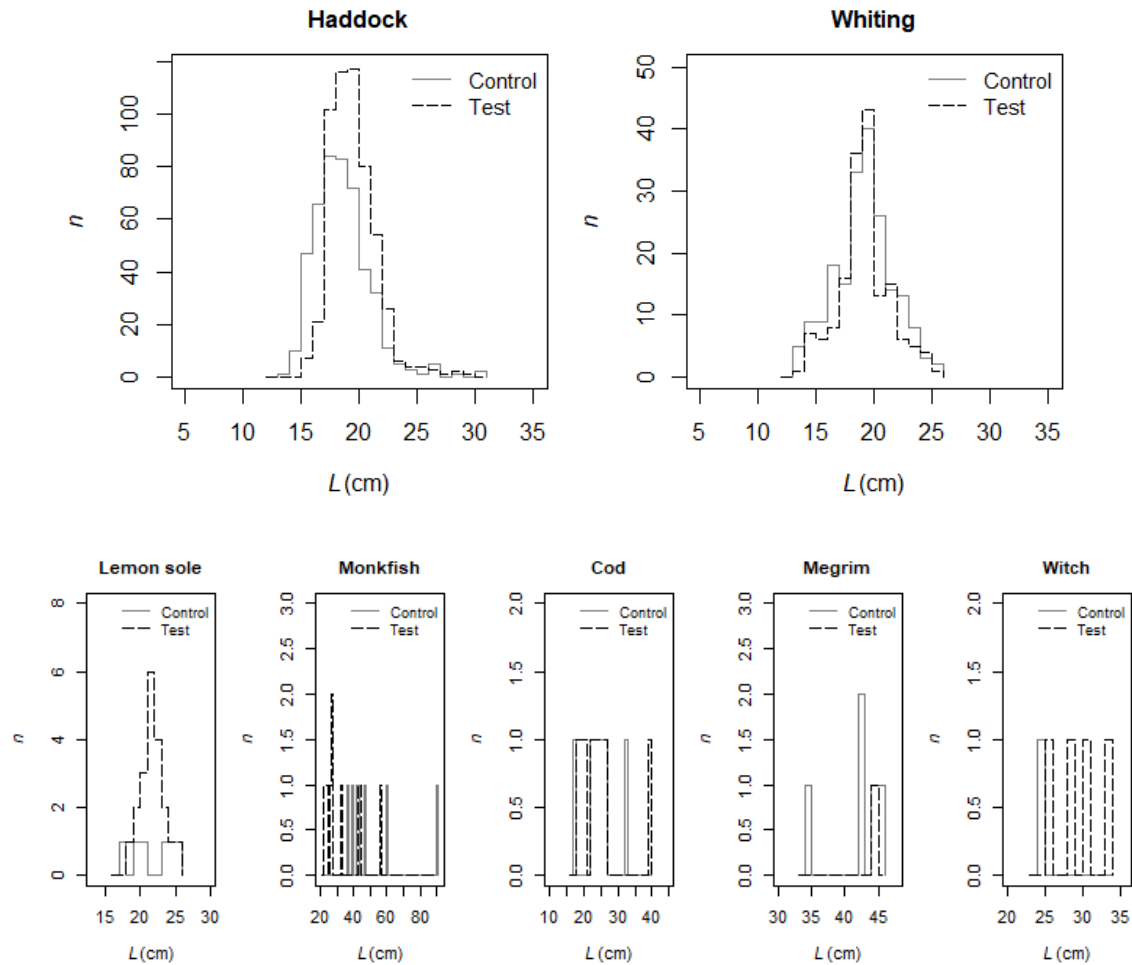 Haddock
Control
Test
n
0 20 40 60 80 100
5 10 15 20 25 30 35
L (cm)
Whiting
Control
Test
n
0 10 20 30 40 50
5 10 15 20 25 30 35
L (cm)
Lemon sole
Control
Test
n
0 2 4 6 8
20 25 30
L (cm)
Monkfish
Control
Test
n
0.0 0.5 1.0 1.5 2.0 2.5 3.0
20 40 60 80
L (cm)
Cod
Control
Test
n
0.0 0.5 1.0 1.5 2.0
10 20 30 40
L (cm)
Megrim
Control
Test
n
0.0 0.5 1.0 1.5 2.0 2.5 3.0
30 35 40 45
L (cm)
Witch
Control
Test
n
0.0 0.5 1.0 1.5 2.0
20 25 30 35
L (cm)